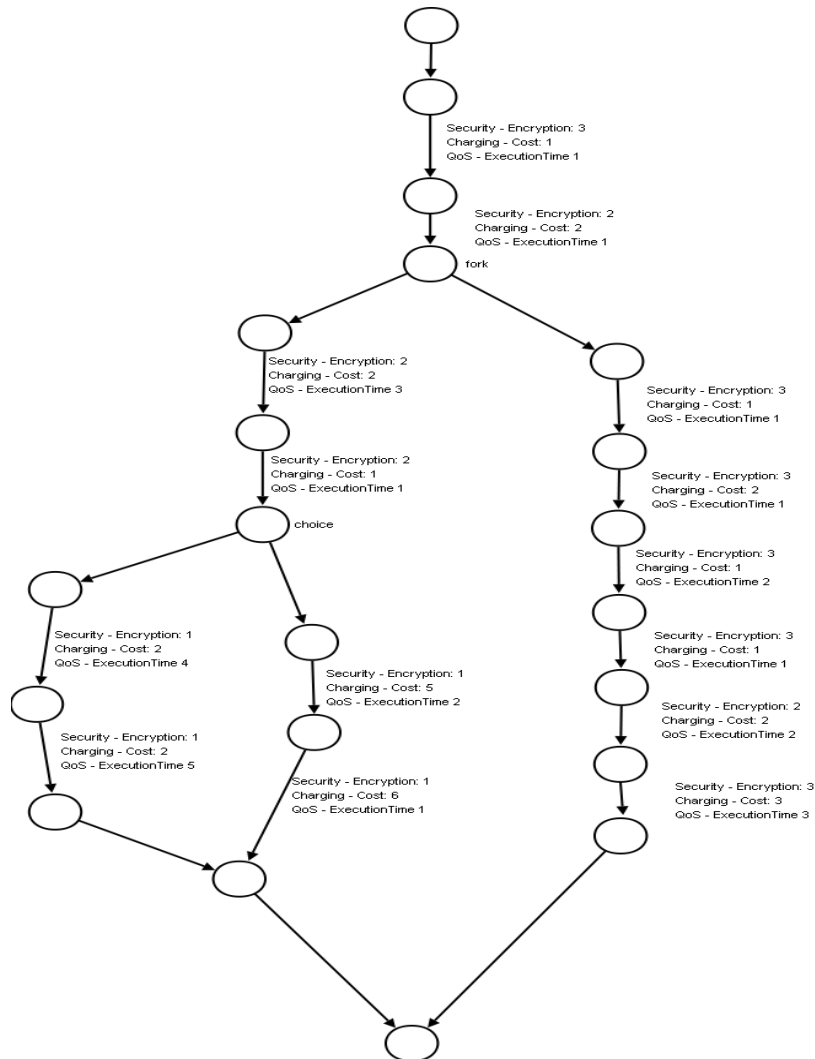 Security - Encryption: 3
Charging - Cost: 1
QoS - ExecutionTime 1
Security - Encryption: 2
Charging - Cost: 2
QoS - ExecutionTime 1
fork
Security - Encryption: 2
Charging - Cost: 2
QoS - ExecutionTime 3
Security - Encryption: 3
Charging - Cost: 1
QoS - ExecutionTime 1
Security - Encryption: 2
Charging - Cost: 1
QoS - ExecutionTime 1
Security - Encryption: 3
Charging - Cost: 2
QoS - ExecutionTime 1
choice
Security - Encryption: 3
Charging - Cost: 1
QoS - ExecutionTime 2
Security - Encryption: 1
Charging - Cost: 2
QoS - ExecutionTime 4
Security - Encryption: 3
Charging - Cost: 1
QoS - ExecutionTime 1
Security - Encryption: 1
Charging - Cost: 5
QoS - ExecutionTime 2
Security - Encryption: 2
Charging - Cost: 2
QoS - ExecutionTime 2
Security - Encryption: 1
Charging - Cost: 2
QoS - ExecutionTime 5
Security - Encryption: 1
Charging - Cost: 6
QoS - ExecutionTime 1
Security - Encryption: 3
Charging - Cost: 3
QoS - ExecutionTime 3